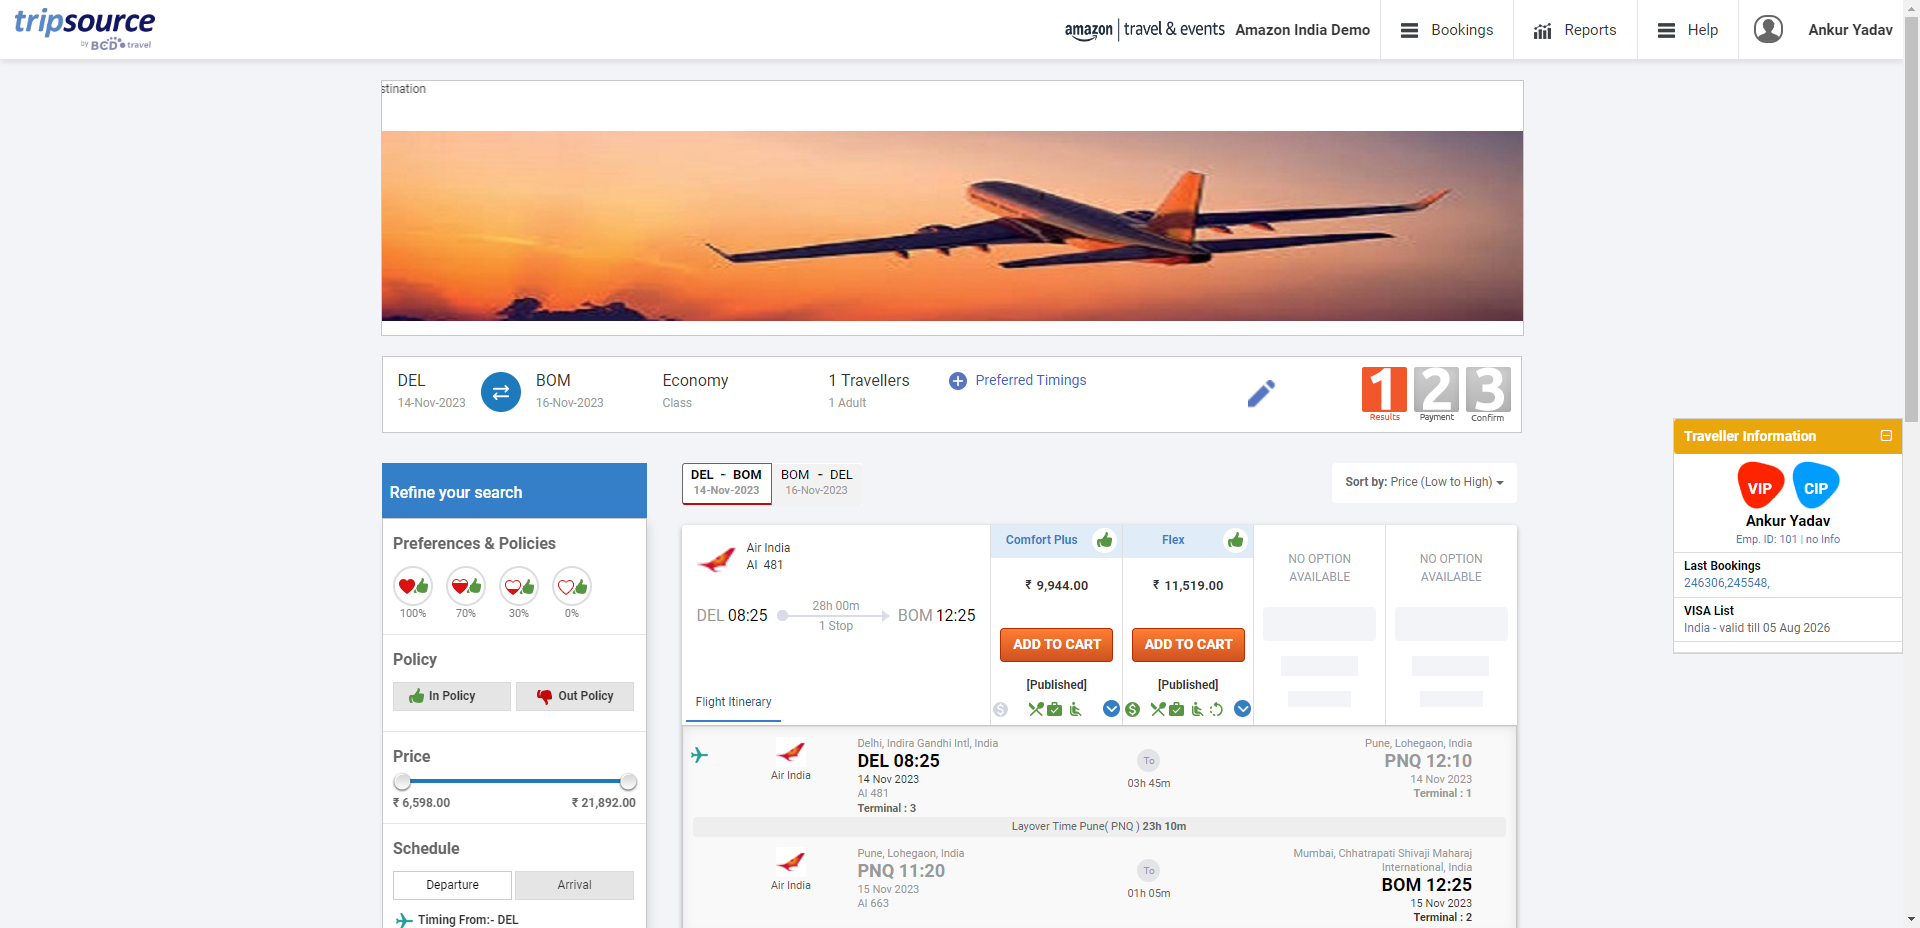 tripsource
by BCD travel
amazon travel & events Amazon India Demo
Bookings
Reports
Help
Ankur Yadav
stination
DEL
14-Nov-2023
BOM
16-Nov-2023
Economy
Class
1 Travellers
1 Adult
Preferred Timings
1 2 3
Results Payment Confirm
Traveller Information
VIP CIP
Ankur Yadav
Emp. ID: 101 | no Info
Last Bookings
246306,245548,
VISA List
India - valid till 05 Aug 2026
Refine your search
Preferences & Policies
100% 70% 30% 0%
Policy
In Policy Out Policy
Price
₹ 6,598.00 ₹ 21,892.00
Schedule
Departure Arrival
Timing From:- DEL
DEL - BOM
14-Nov-2023
BOM - DEL
16-Nov-2023
Sort by: Price (Low to High)
Air India
AI 481
DEL 08:25
28h 00m
1 Stop
BOM 12:25
Flight Itinerary
Comfort Plus
₹ 9,944.00
ADD TO CART
[Published]
Flex
₹ 11,519.00
ADD TO CART
[Published]
NO OPTION
AVAILABLE
NO OPTION
AVAILABLE
Air India
Delhi, Indira Gandhi Intl, India
DEL 08:25
14 Nov 2023
AI 481
Terminal : 3
To
03h 45m
Pune, Lohegaon, India
PNQ 12:10
14 Nov 2023
Terminal : 1
Layover Time Pune( PNQ ) 23h 10m
Air India
Pune, Lohegaon, India
PNQ 11:20
15 Nov 2023
AI 663
To
01h 05m
Mumbai, Chhatrapati Shivaji Maharaj
International, India
BOM 12:25
15 Nov 2023
Terminal : 2